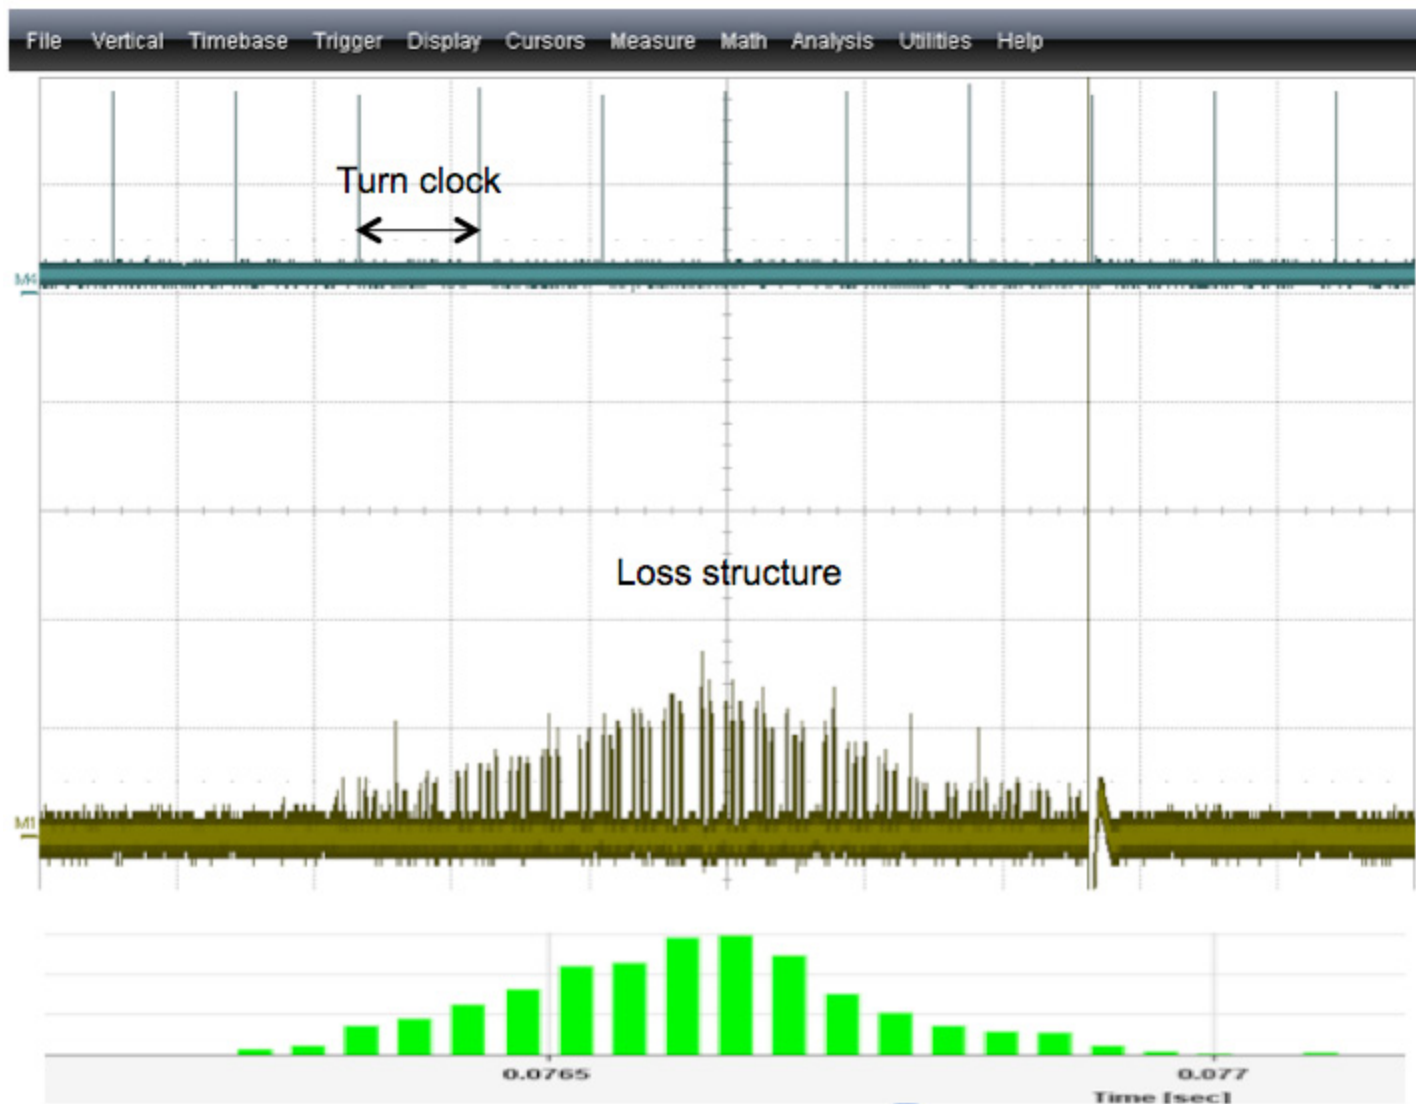 File Vertical Timebase Trigger Display Cursors Measure Math Analysis Utilities Help
Turn clock
M4
Loss structure
M1
0.0765 0.077
Time [sec]